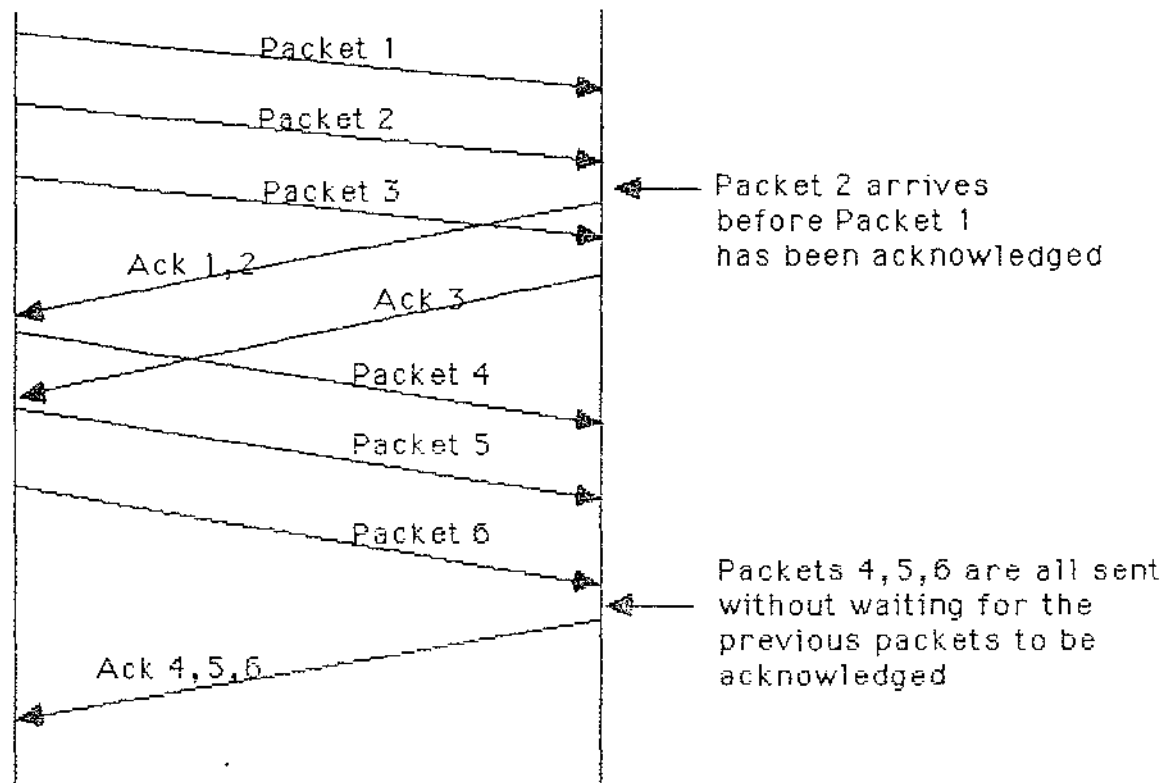 Packet 1
Packet 2
Packet 3
Packet 2 arrives
before Packet 1
has been acknowledged
Ack 1,2
Ack 3
Packet 4
Packet 5
Packet 6
Packets 4,5,6 are all sent
without waiting for the
previous packets to be
acknowledged
Ack 4,5,6